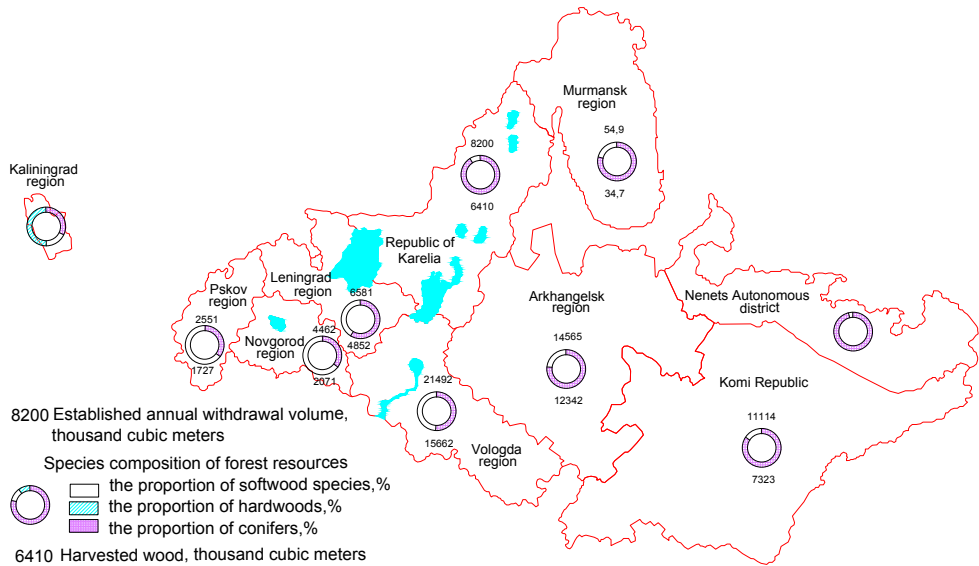 Murmansk
region
54,9
34,7
8200
6410
Kaliningrad
region
Republic of
Karelia
Leningrad
region
6581
4852
Pskov
region
2551
1727
Novgorod
region
4462
2071
Arkhangelsk
region
14565
12342
Nenets Autonomous
district
Komi Republic
11114
7323
21492
15662
Vologda
region
8200 Established annual withdrawal volume,
thousand cubic meters
Species composition of forest resources
the proportion of softwood species,%
the proportion of hardwoods,%
the proportion of conifers,%
6410 Harvested wood, thousand cubic meters